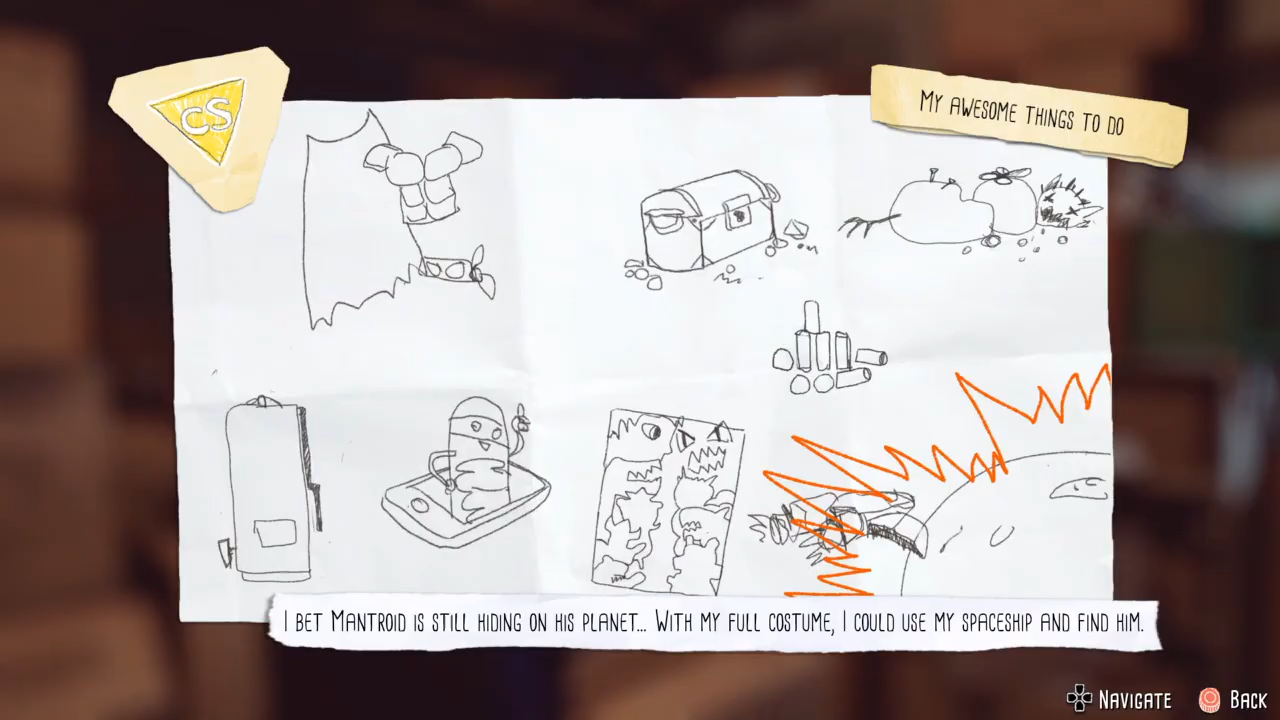 CS
My awesome things to do
I bet Mantroid is still hiding on his planet... With my full costume, I could use my spaceship and find him.
Navigate
Back